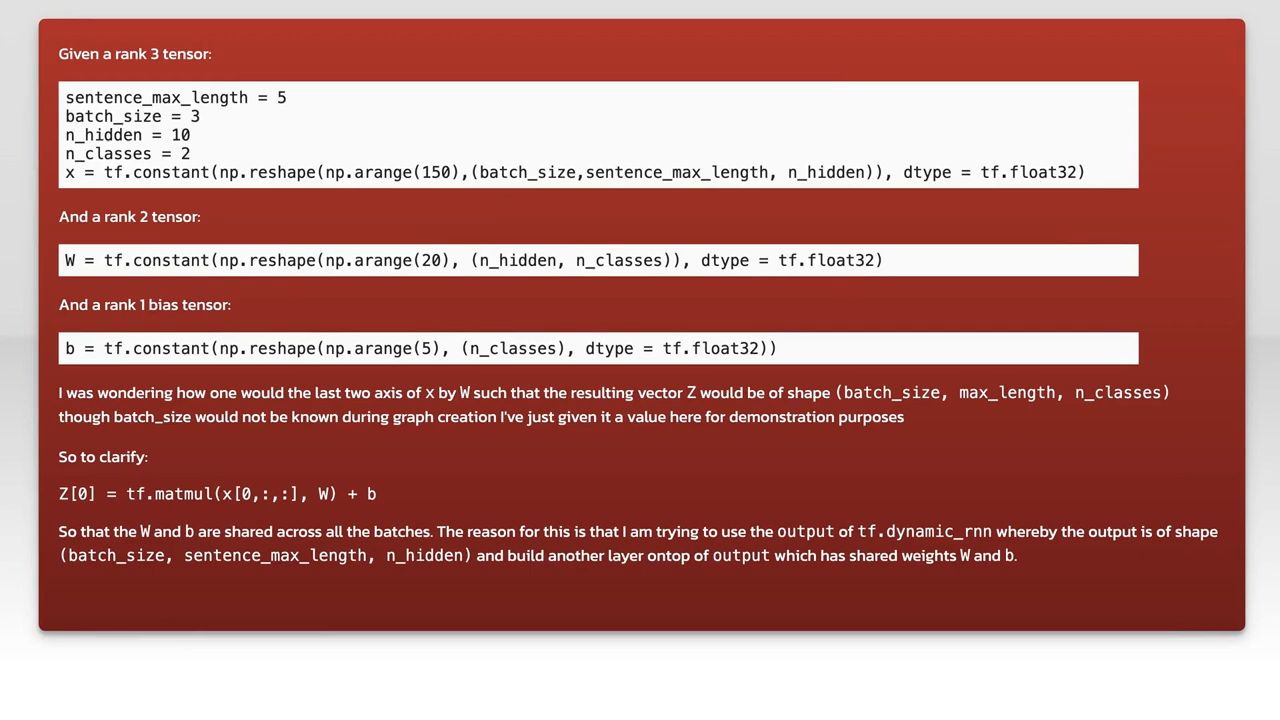 Given a rank 3 tensor:
sentence_max_length = 5
batch_size = 3
n_hidden = 10
n_classes = 2
x = tf.constant(np.reshape(np.arange(150),(batch_size,sentence_max_length, n_hidden)), dtype = tf.float32)
And a rank 2 tensor:
W = tf.constant(np.reshape(np.arange(20), (n_hidden, n_classes)), dtype = tf.float32)
And a rank 1 bias tensor:
b = tf.constant(np.reshape(np.arange(5), (n_classes), dtype = tf.float32))
I was wondering how one would the last two axis of x by W such that the resulting vector Z would be of shape (batch_size, max_length, n_classes)
though batch_size would not be known during graph creation I've just given it a value here for demonstration purposes
So to clarify:
Z[0] = tf.matmul(x[0,:,:], W) + b
So that the W and b are shared across all the batches. The reason for this is that I am trying to use the output of tf.dynamic_rnn whereby the output is of shape
(batch_size, sentence_max_length, n_hidden) and build another layer ontop of output which has shared weights W and b.